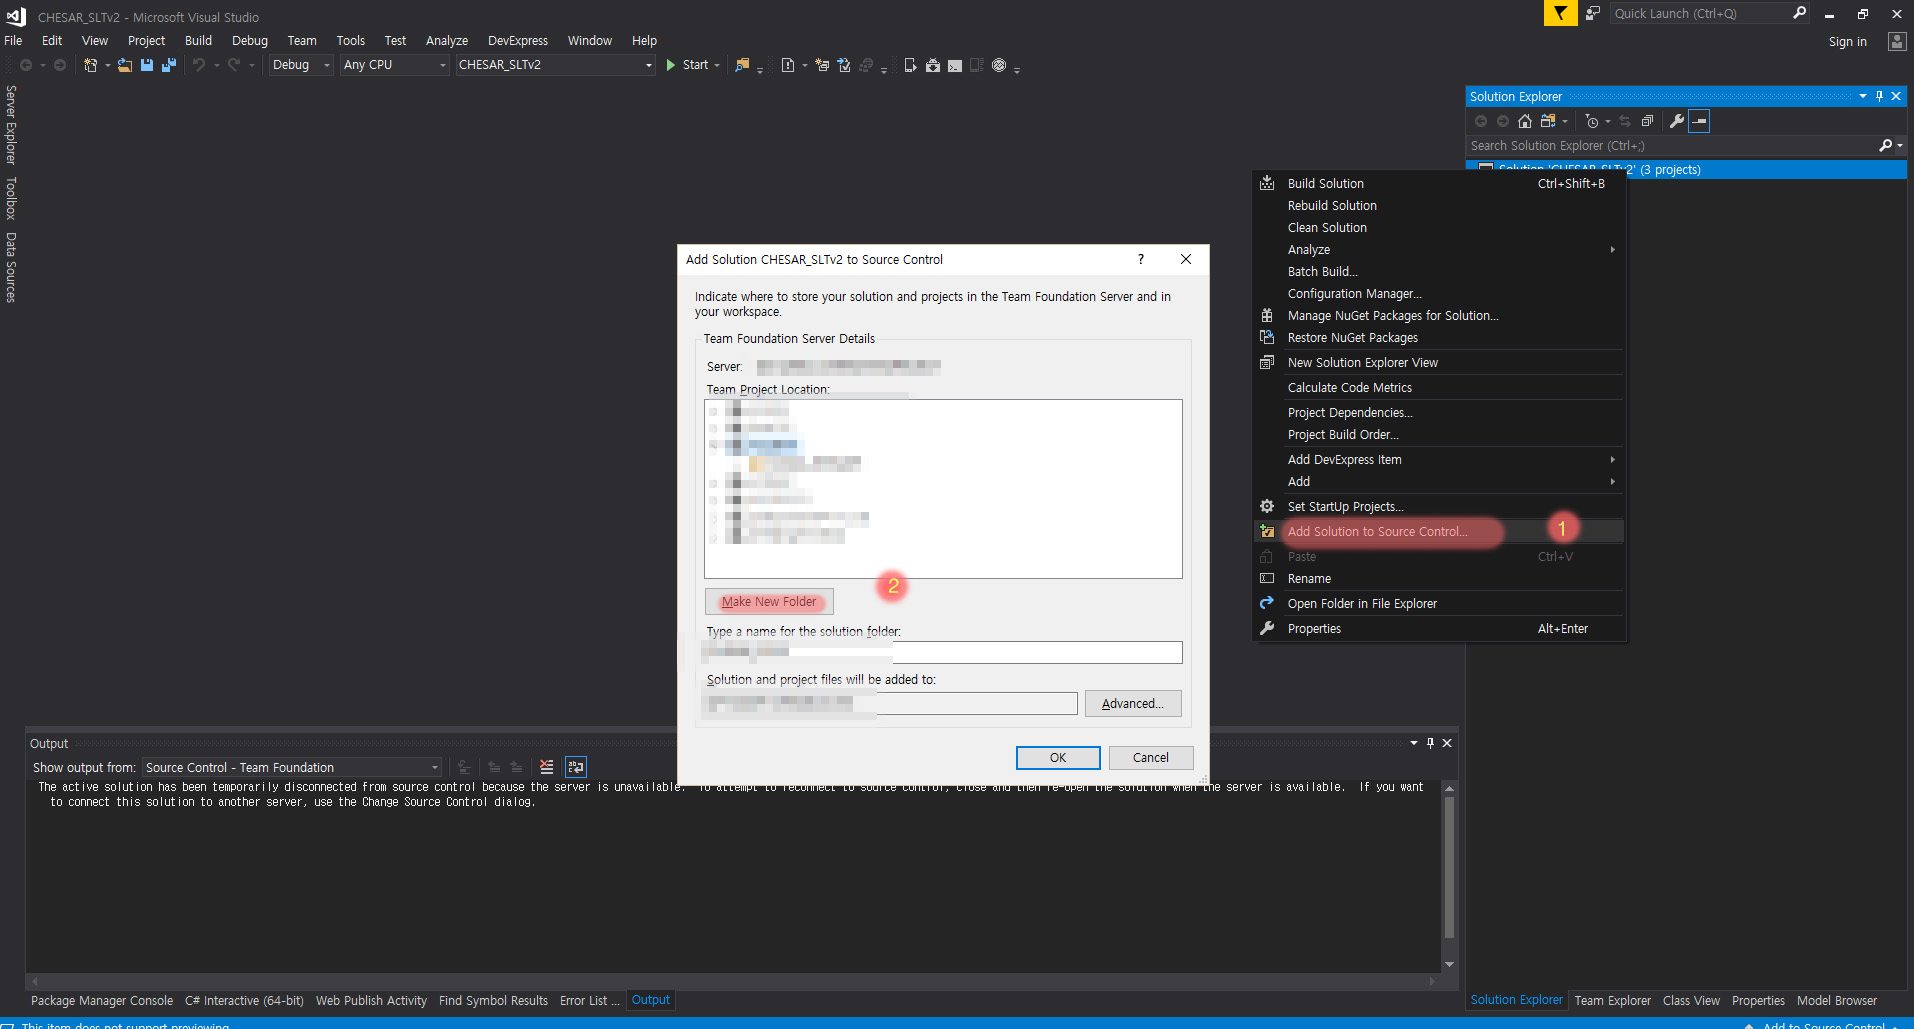 CHESAR_SLTv2 - Microsoft Visual Studio
Quick Launch (Ctrl+Q)
File Edit View Project Build Debug Team Tools Test Analyze DevExpress Window Help
Sign in
Debug Any CPU CHESAR_SLTv2 Start
Server Explorer
Toolbox
Data Sources
Solution Explorer
Search Solution Explorer (Ctrl+;)
Solution 'CHESAR_SLTv2' (3 projects)
Build Solution Ctrl+Shift+B
Rebuild Solution
Clean Solution
Analyze
Batch Build...
Configuration Manager...
Manage NuGet Packages for Solution...
Restore NuGet Packages
New Solution Explorer View
Calculate Code Metrics
Project Dependencies...
Project Build Order...
Add DevExpress Item
Add
Set StartUp Projects...
Add Solution to Source Control... 1
Paste Ctrl+V
Rename
Open Folder in File Explorer
Properties Alt+Enter
Add Solution CHESAR_SLTv2 to Source Control ?
Indicate where to store your solution and projects in the Team Foundation Server and in
your workspace.
Team Foundation Server Details
Server:
Team Project Location:
2
Make New Folder
Type a name for the solution folder:
Solution and project files will be added to:
Advanced...
OK Cancel
Output
Show output from: Source Control - Team Foundation
The active solution has been temporarily disconnected from source control because the server is unavailable. To attempt to reconnect to source control, close and then re-open the solution when the server is available. If you want
to connect this solution to another server, use the Change Source Control dialog.
Package Manager Console C# Interactive (64-bit) Web Publish Activity Find Symbol Results Error List ... Output
Solution Explorer Team Explorer Class View Properties Model Browser
This item does not support previewing
Add to Source Control